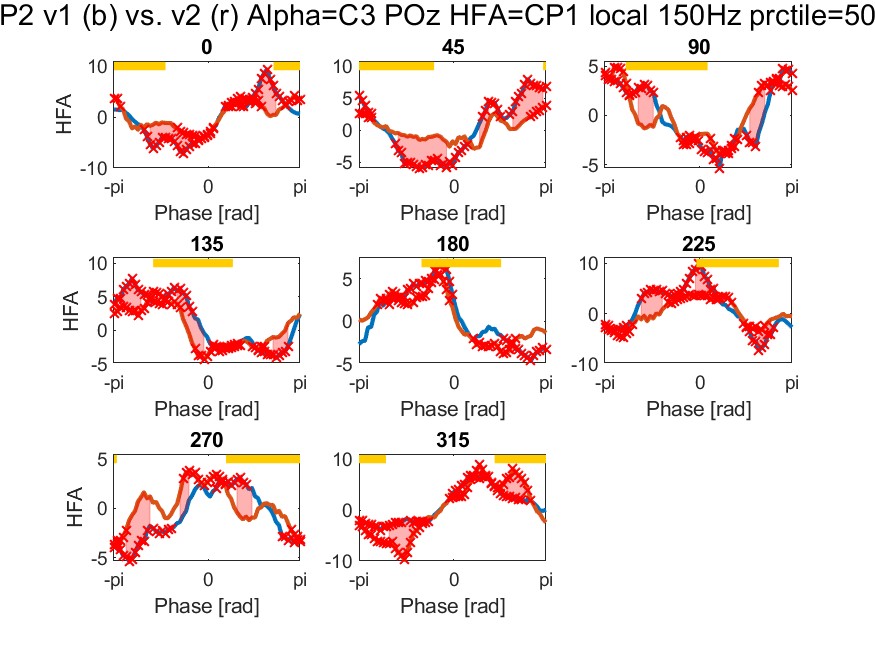 P2 v1 (b) vs. v2 (r) Alpha=C3 POz HFA=CP1 local 150Hz prctile=50
0 45 90
10 10 5
5
0 0 0
-5
-10 -5
-pi 0 pi -pi 0 pi -pi 0 pi
HFA
Phase [rad] Phase [rad] Phase [rad]
135 180 225
10 5 10
5
0 0 0
-5 -5 -10
-pi 0 pi -pi 0 pi -pi 0 pi
HFA
Phase [rad] Phase [rad] Phase [rad]
270 315
5 10
0 0
-5 -10
-pi 0 pi -pi 0 pi
HFA
Phase [rad] Phase [rad]